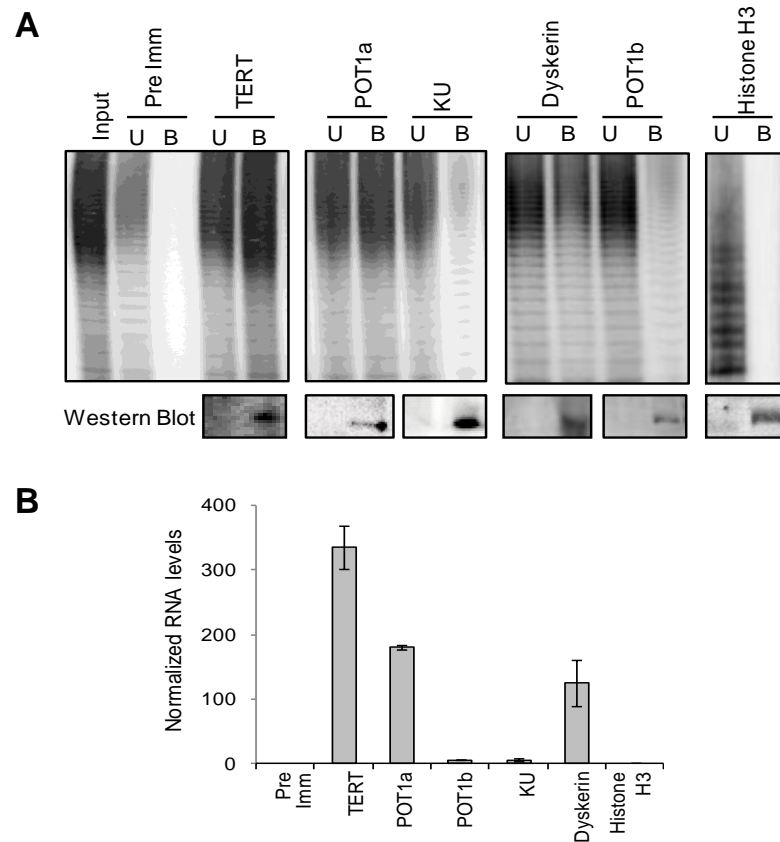 A
Input
Pre Imm
TERT
POT1a
KU
Dyskerin
POT1b
Histone H3
U B
U B
U B
U B
U B
U B
Western Blot
B
Normalized RNA levels
400
300
200
100
0
Pre
Imm
TERT
POT1a
POT1b
KU
Dyskerin
Histone
H3